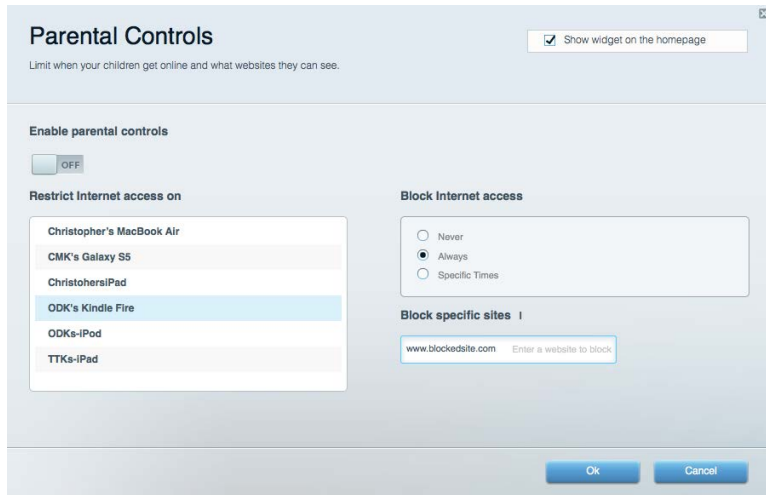 Parental Controls
Show widget on the homepage
Limit when your children get online and what websites they can see.
Enable parental controls
OFF
Restrict Internet access on
Christopher's MacBook Air
CMK's Galaxy S5
ChristohersiPad
ODK's Kindle Fire
ODKs-iPod
TTKs-iPad
Block Internet access
Never
Always
Specific Times
Block specific sites
www.blockedsite.com Enter a website to block
Ok Cancel